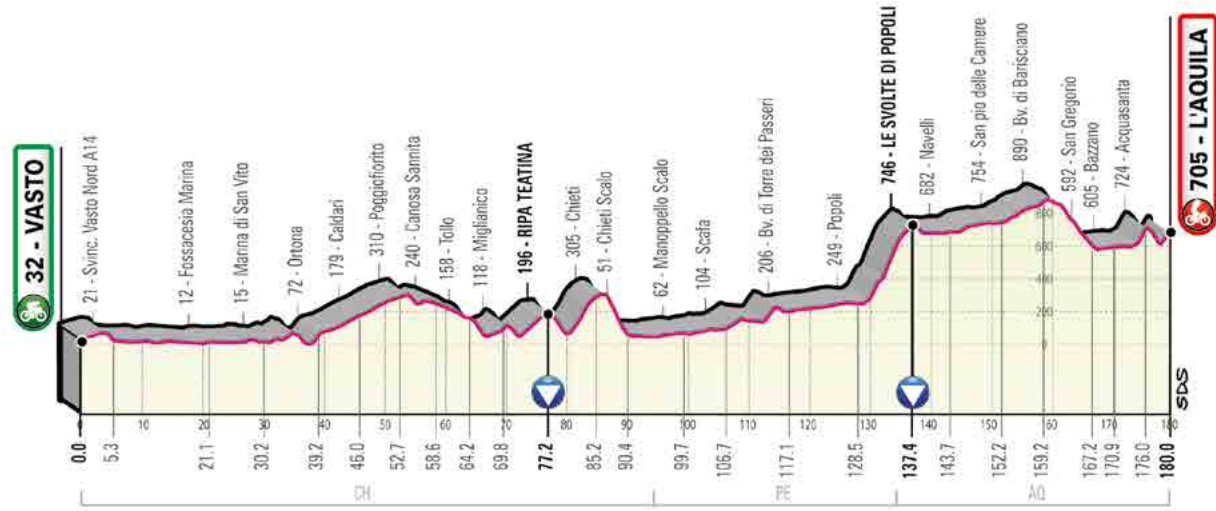 32 - VASTO
21 - Svinc. Vasto Nord A14
12 - Fossacesia Marina
15 - Marina di San Vito
72 - Ortona
179 - Caldari
310 - Poggiofiorito
240 - Canosa Sannita
158 - Tollo
118 - Miglianico
196 - RIPA TEATINA
305 - Chieti
51 - Chieti Scalo
62 - Manoppello Scalo
104 - Scafa
206 - Bv. di Torre dei Passeri
249 - Popoli
746 - LE SVOLTE DI POPOLI
682 - Navelli
754 - San pio delle Camere
890 - Bv. di Barisciano
592 - San Gregorio
605 - Bazzano
724 - Acquasanta
705 - L'AQUILA
800
600
400
200
0
SDS
0 10 20 30 40 50 60 70 80 90 100 110 120 130 140 150 160 170 180
0.0 5.3 21.1 30.2 39.2 46.0 52.7 58.6 64.2 69.8 77.2 85.2 90.4 99.7 106.7 117.1 128.5 137.4 143.7 152.2 159.2 167.2 170.9 176.0 180.0
CH PE AQ